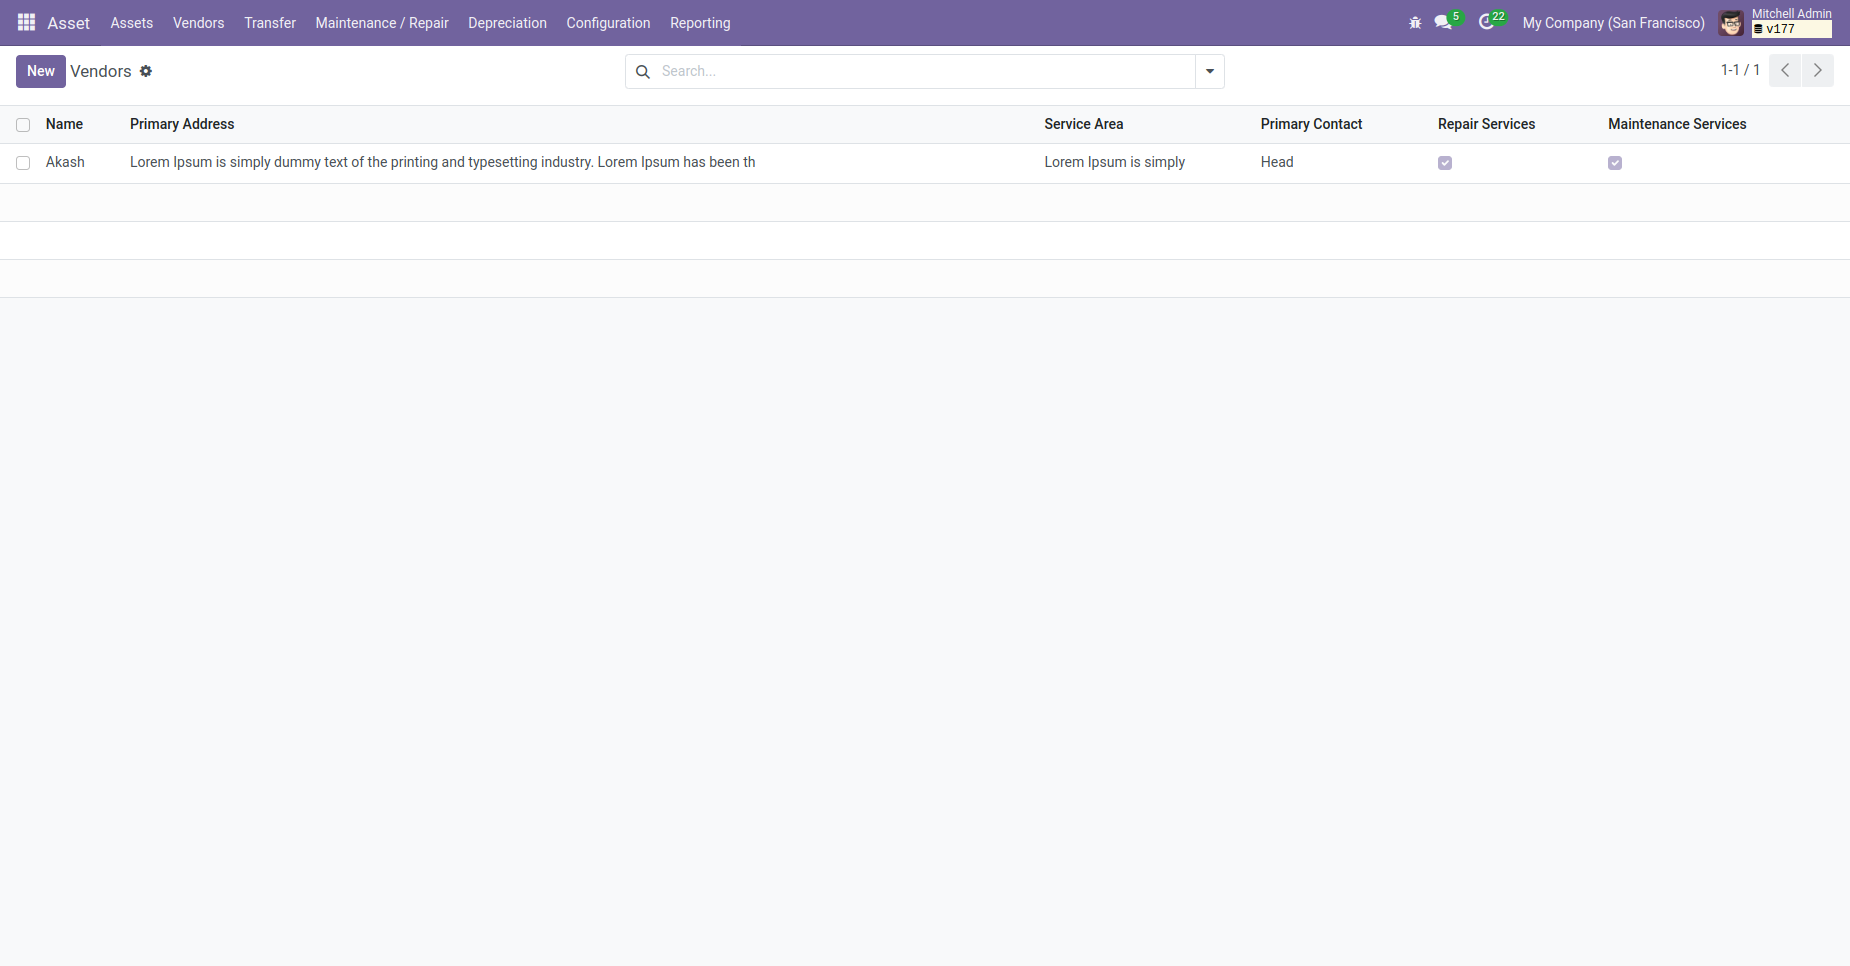 Asset Assets Vendors Transfer Maintenance / Repair Depreciation Configuration Reporting 5 22 My Company (San Francisco) Mitchell Admin
v177
New Vendors Search... 1-1 / 1
Name Primary Address Service Area Primary Contact Repair Services Maintenance Services
Akash Lorem Ipsum is simply dummy text of the printing and typesetting industry. Lorem Ipsum has been th Lorem Ipsum is simply Head